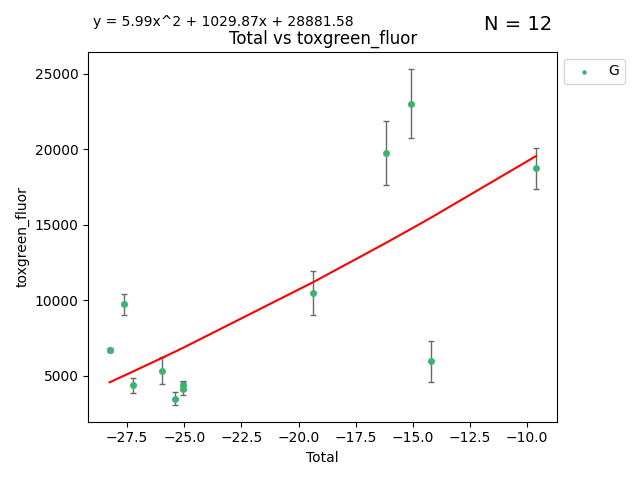 y = 5.99x^2 + 1029.87x + 28881.58
N = 12
Total vs toxgreen_fluor
G
25000
20000
15000
10000
5000
toxgreen_fluor
−27.5 −25.0 −22.5 −20.0 −17.5 −15.0 −12.5 −10.0
Total